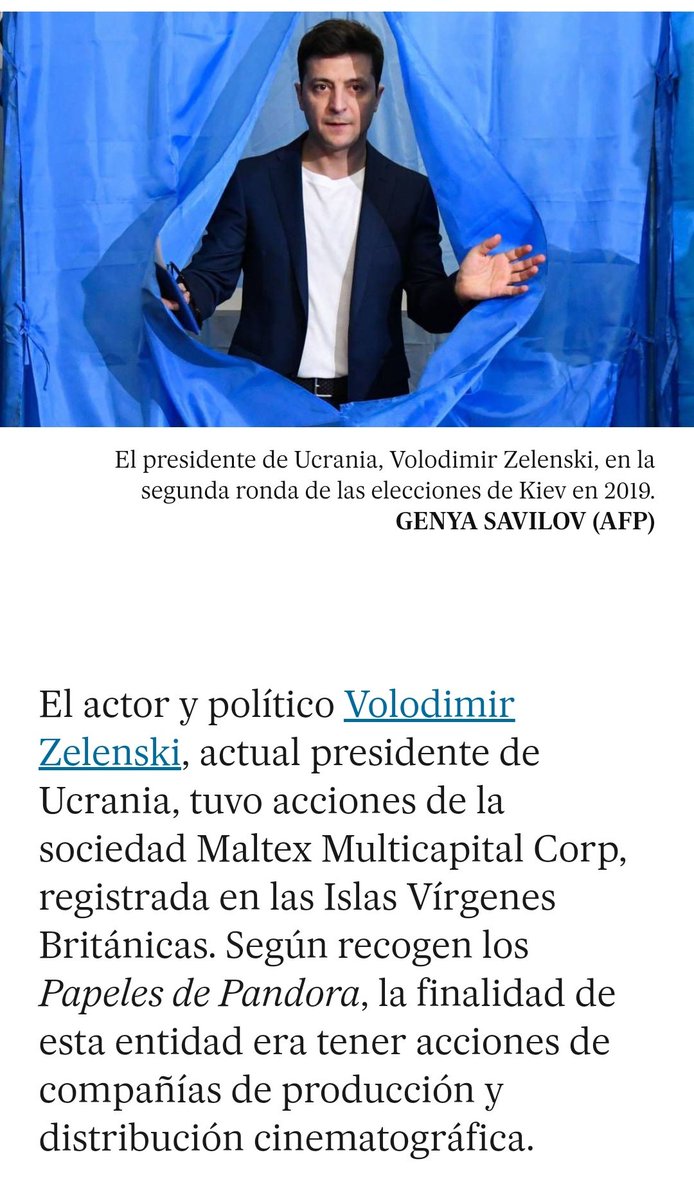 El presidente de Ucrania, Volodimir Zelenski, en la
segunda ronda de las elecciones de Kiev en 2019.
GENYA SAVILOV (AFP)
El actor y político Volodimir
Zelenski, actual presidente de
Ucrania, tuvo acciones de la
sociedad Maltex Multicapital Corp,
registrada en las Islas Vírgenes
Británicas. Según recogen los
Papeles de Pandora, la finalidad de
esta entidad era tener acciones de
compañías de producción y
distribución cinematográfica.